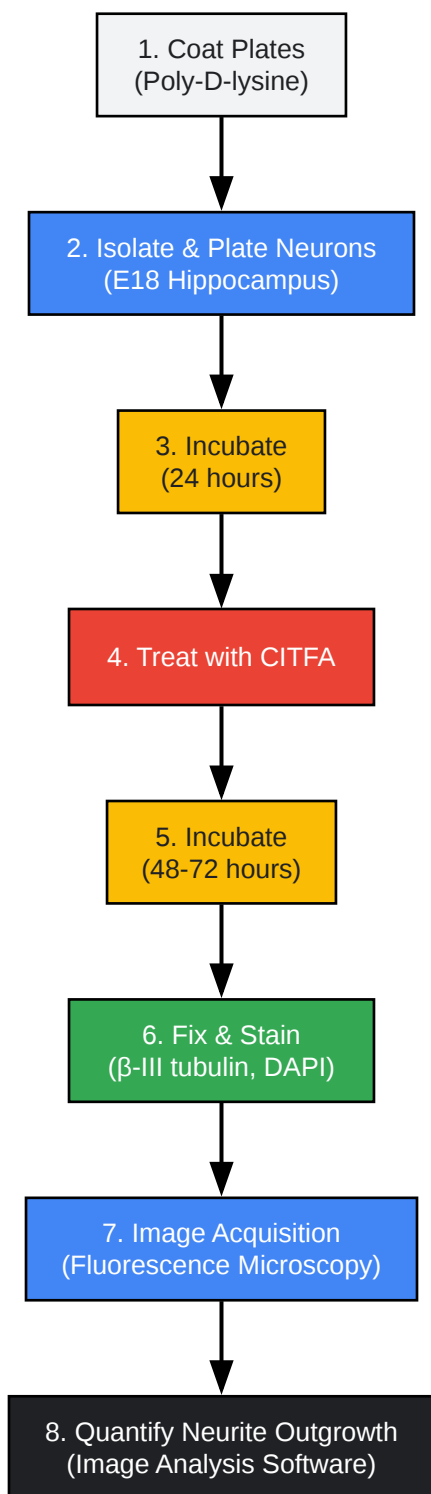 1. Coat Plates
(Poly-D-lysine)
2. Isolate & Plate Neurons
(E18 Hippocampus)
3. Incubate
(24 hours)
4. Treat with CITFA
5. Incubate
(48-72 hours)
6. Fix & Stain
(β-III tubulin, DAPI)
7. Image Acquisition
(Fluorescence Microscopy)
8. Quantify Neurite Outgrowth
(Image Analysis Software)